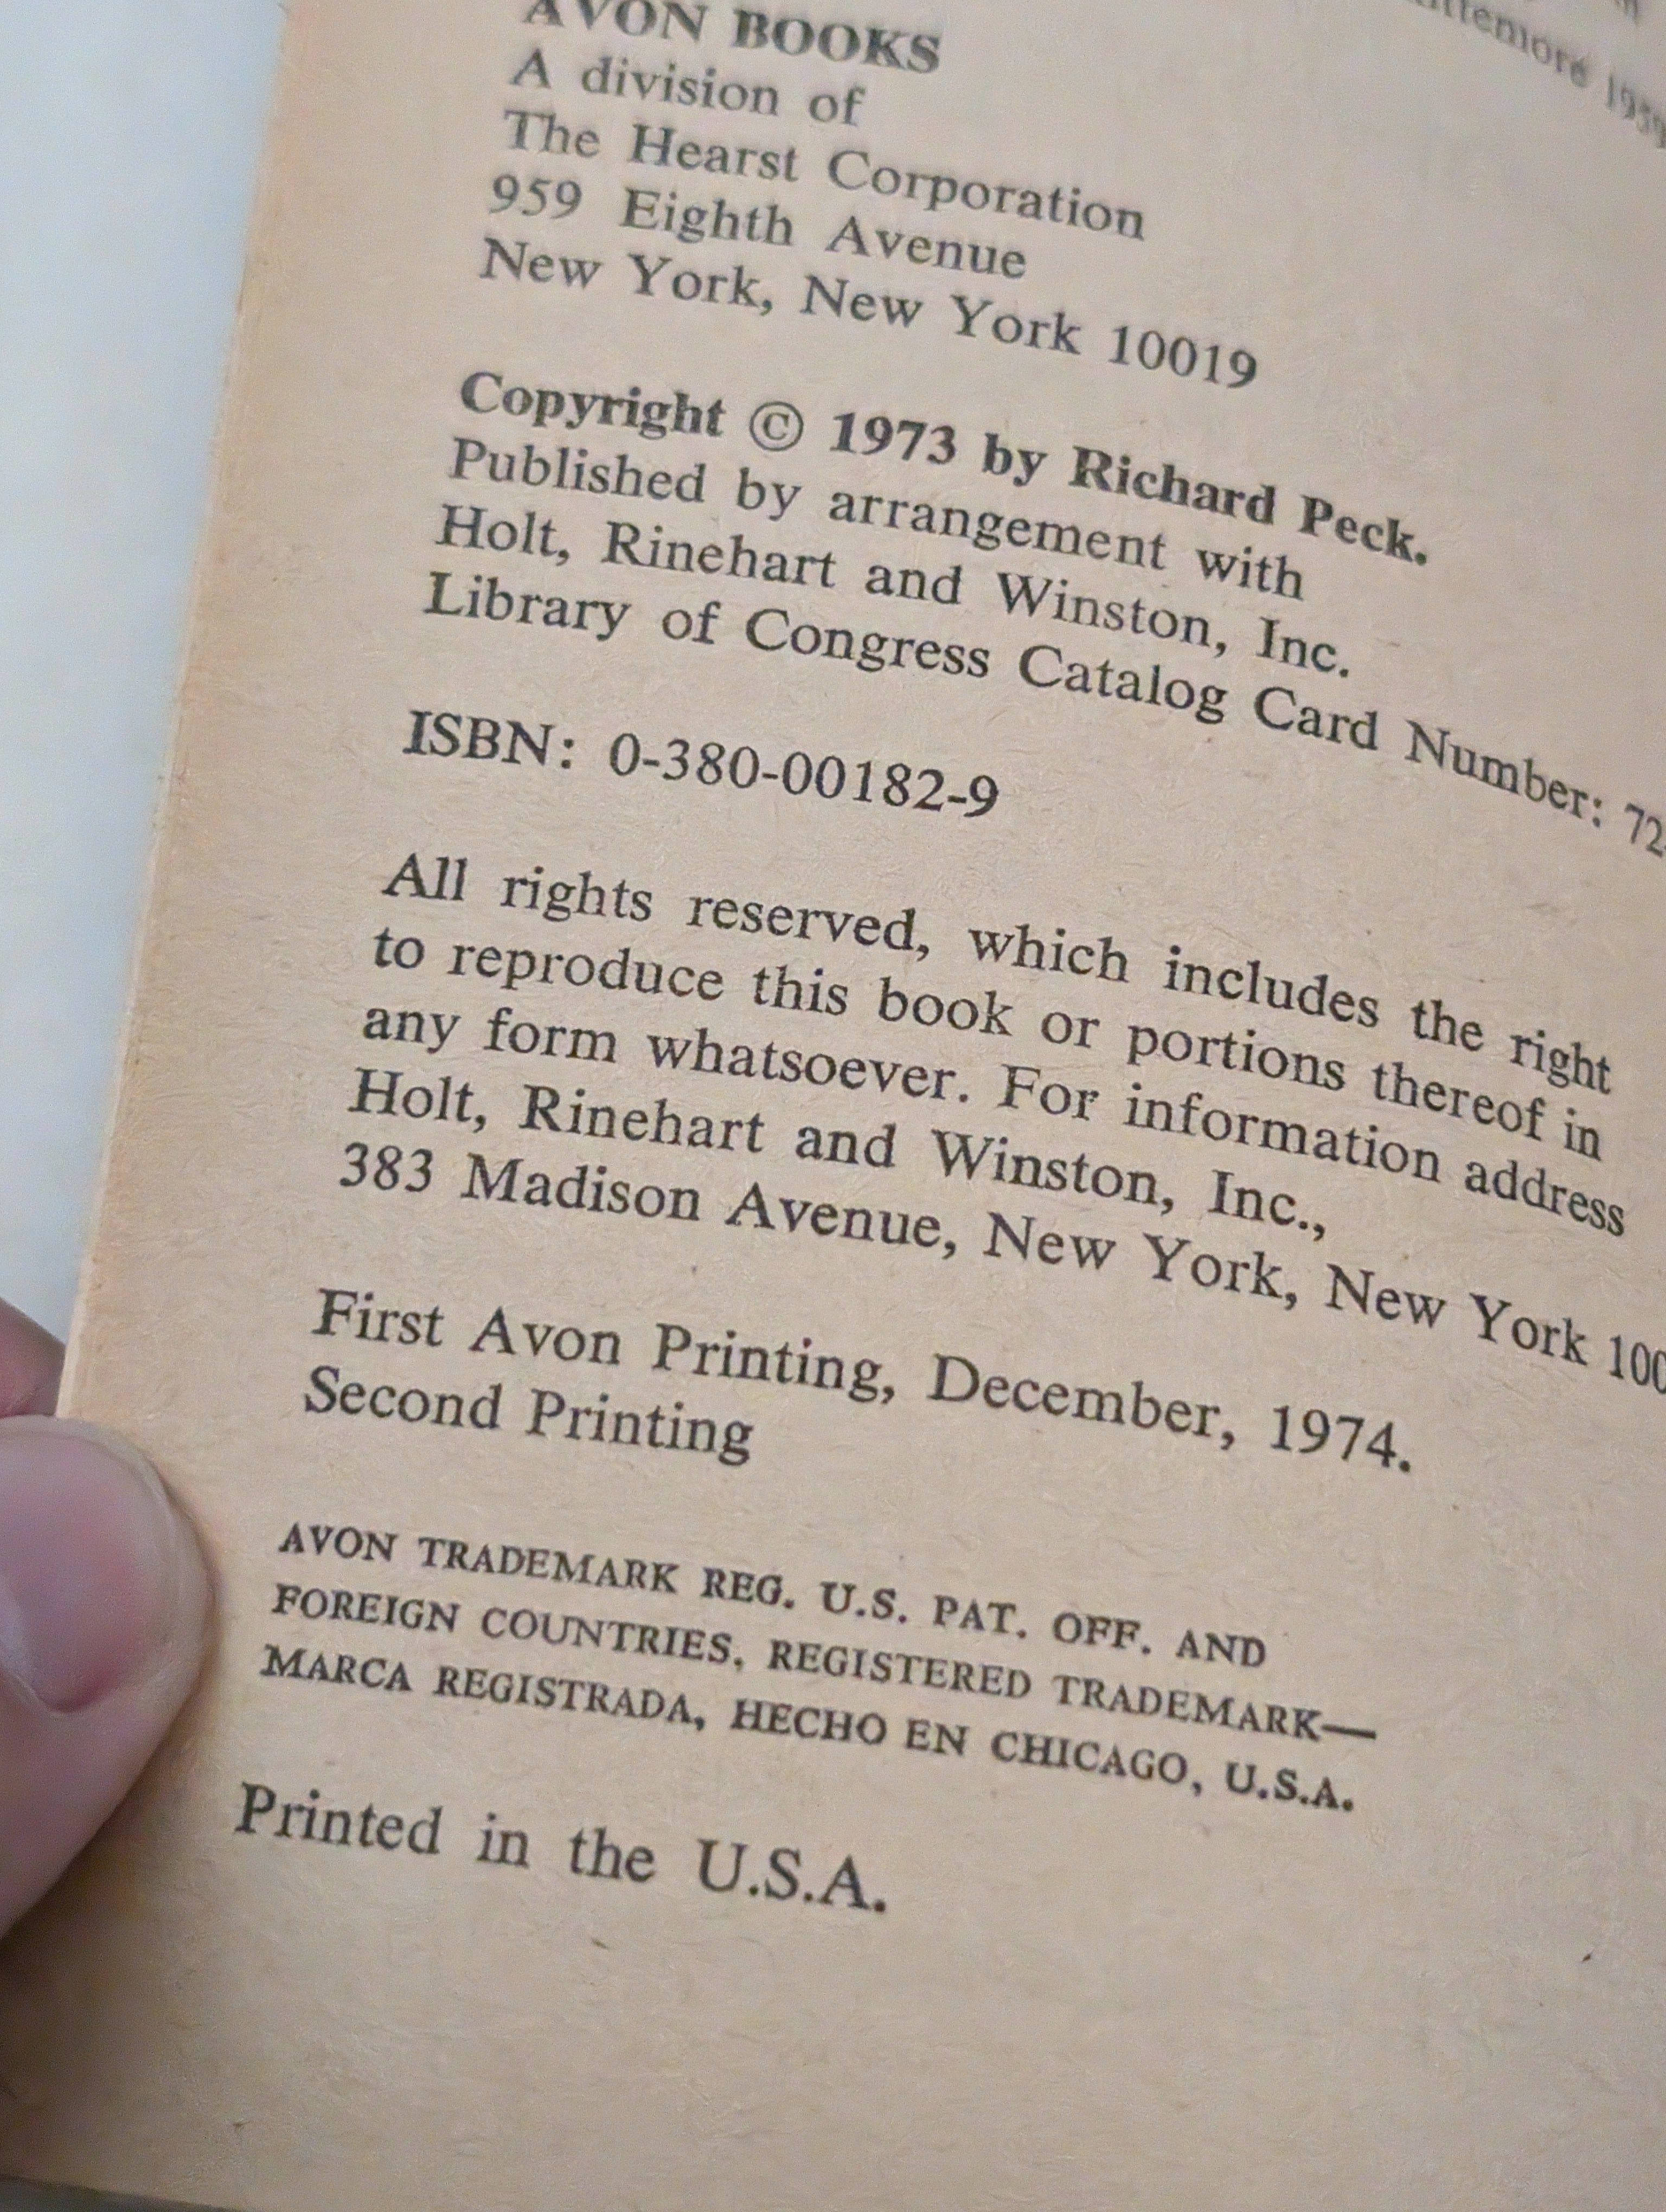 AVON BOOKS
A division of
The Hearst Corporation
959 Eighth Avenue
New York, New York 10019
Copyright © 1973 by Richard Peck.
Published by arrangement with
Holt, Rinehart and Winston, Inc.
Library of Congress Catalog Card Number: 72-
ISBN: 0-380-00182-9
All rights reserved, which includes the right
to reproduce this book or portions thereof in
any form whatsoever. For information address
Holt, Rinehart and Winston, Inc.,
383 Madison Avenue, New York, New York 100
First Avon Printing, December, 1974.
Second Printing
AVON TRADEMARK REG. U.S. PAT. OFF. AND
FOREIGN COUNTRIES, REGISTERED TRADEMARK—
MARCA REGISTRADA, HECHO EN CHICAGO, U.S.A.
Printed in the U.S.A.